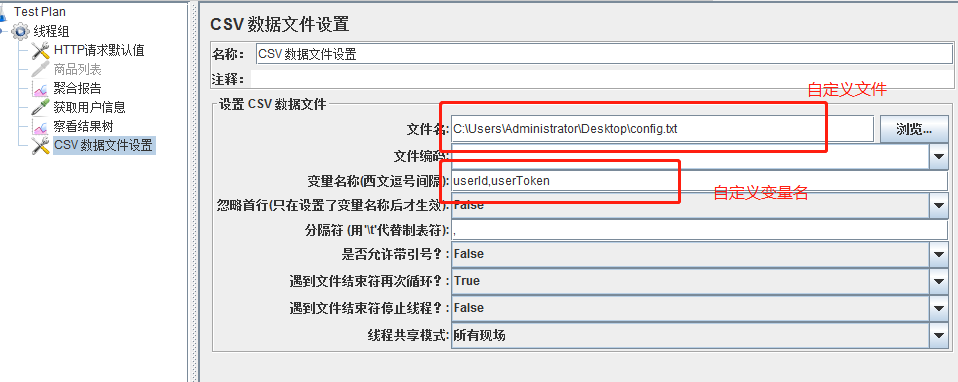 Test Plan
线程组
HTTP请求默认值
商品列表
聚合报告
获取用户信息
察看结果树
CSV 数据文件设置
CSV 数据文件设置
名称： CSV 数据文件设置
注释：
设置 CSV 数据文件
自定义文件
文件名: C:\Users\Administrator\Desktop\config.txt 浏览...
文件编码:
变量名称(西文逗号间隔): userId,userToken
自定义变量名
忽略首行(只在设置了变量名称后才生效): False
分隔符 (用'\t'代替制表符): ,
是否允许带引号？: False
遇到文件结束符再次循环？: True
遇到文件结束符停止线程？: False
线程共享模式: 所有现场